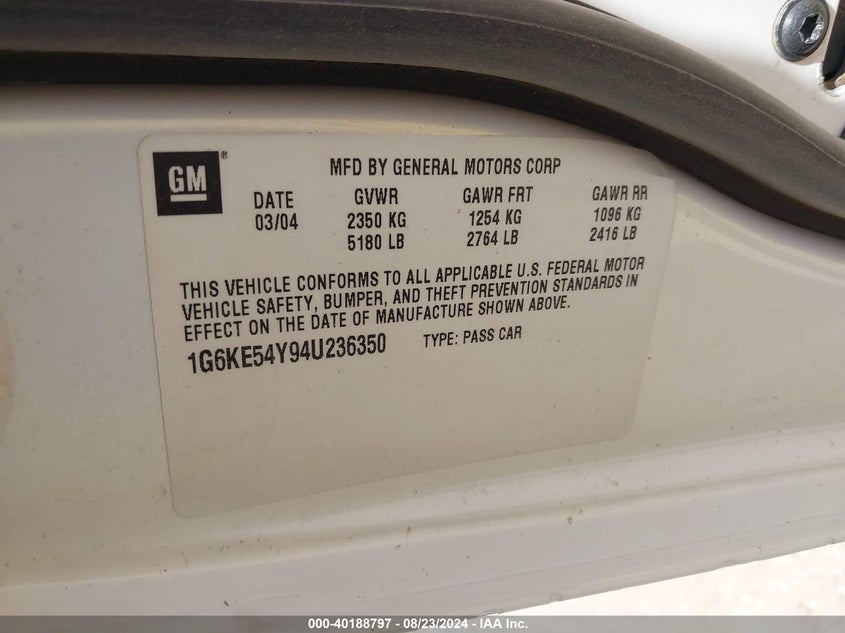 GM®
MFD BY GENERAL MOTORS CORP
DATE GVWR GAWR FRT GAWR RR
03/04 2350 KG 1254 KG 1096 KG
5180 LB 2764 LB 2416 LB
THIS VEHICLE CONFORMS TO ALL APPLICABLE U.S. FEDERAL MOTOR
VEHICLE SAFETY, BUMPER, AND THEFT PREVENTION STANDARDS IN
EFFECT ON THE DATE OF MANUFACTURE SHOWN ABOVE.
1G6KE54Y94U236350 TYPE: PASS CAR
000-40188797 - 08/23/2024 - IAA Inc.